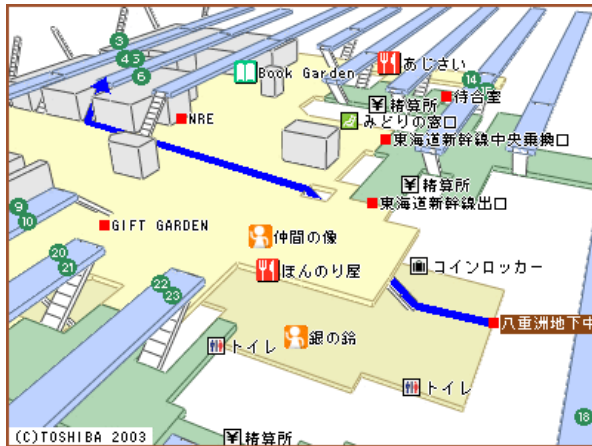 3
4 5
6
Book Garden
あじさい
14
15
待合室
精算所
みどりの窓口
NRE
東海道新幹線中央乗換口
精算所
東海道新幹線出口
9
10
GIFT GARDEN
仲間の像
20
21
ほんのり屋
コインロッカー
22
23
八重洲地下中
銀の鈴
トイレ
トイレ
18
精算所
(C)TOSHIBA 2003